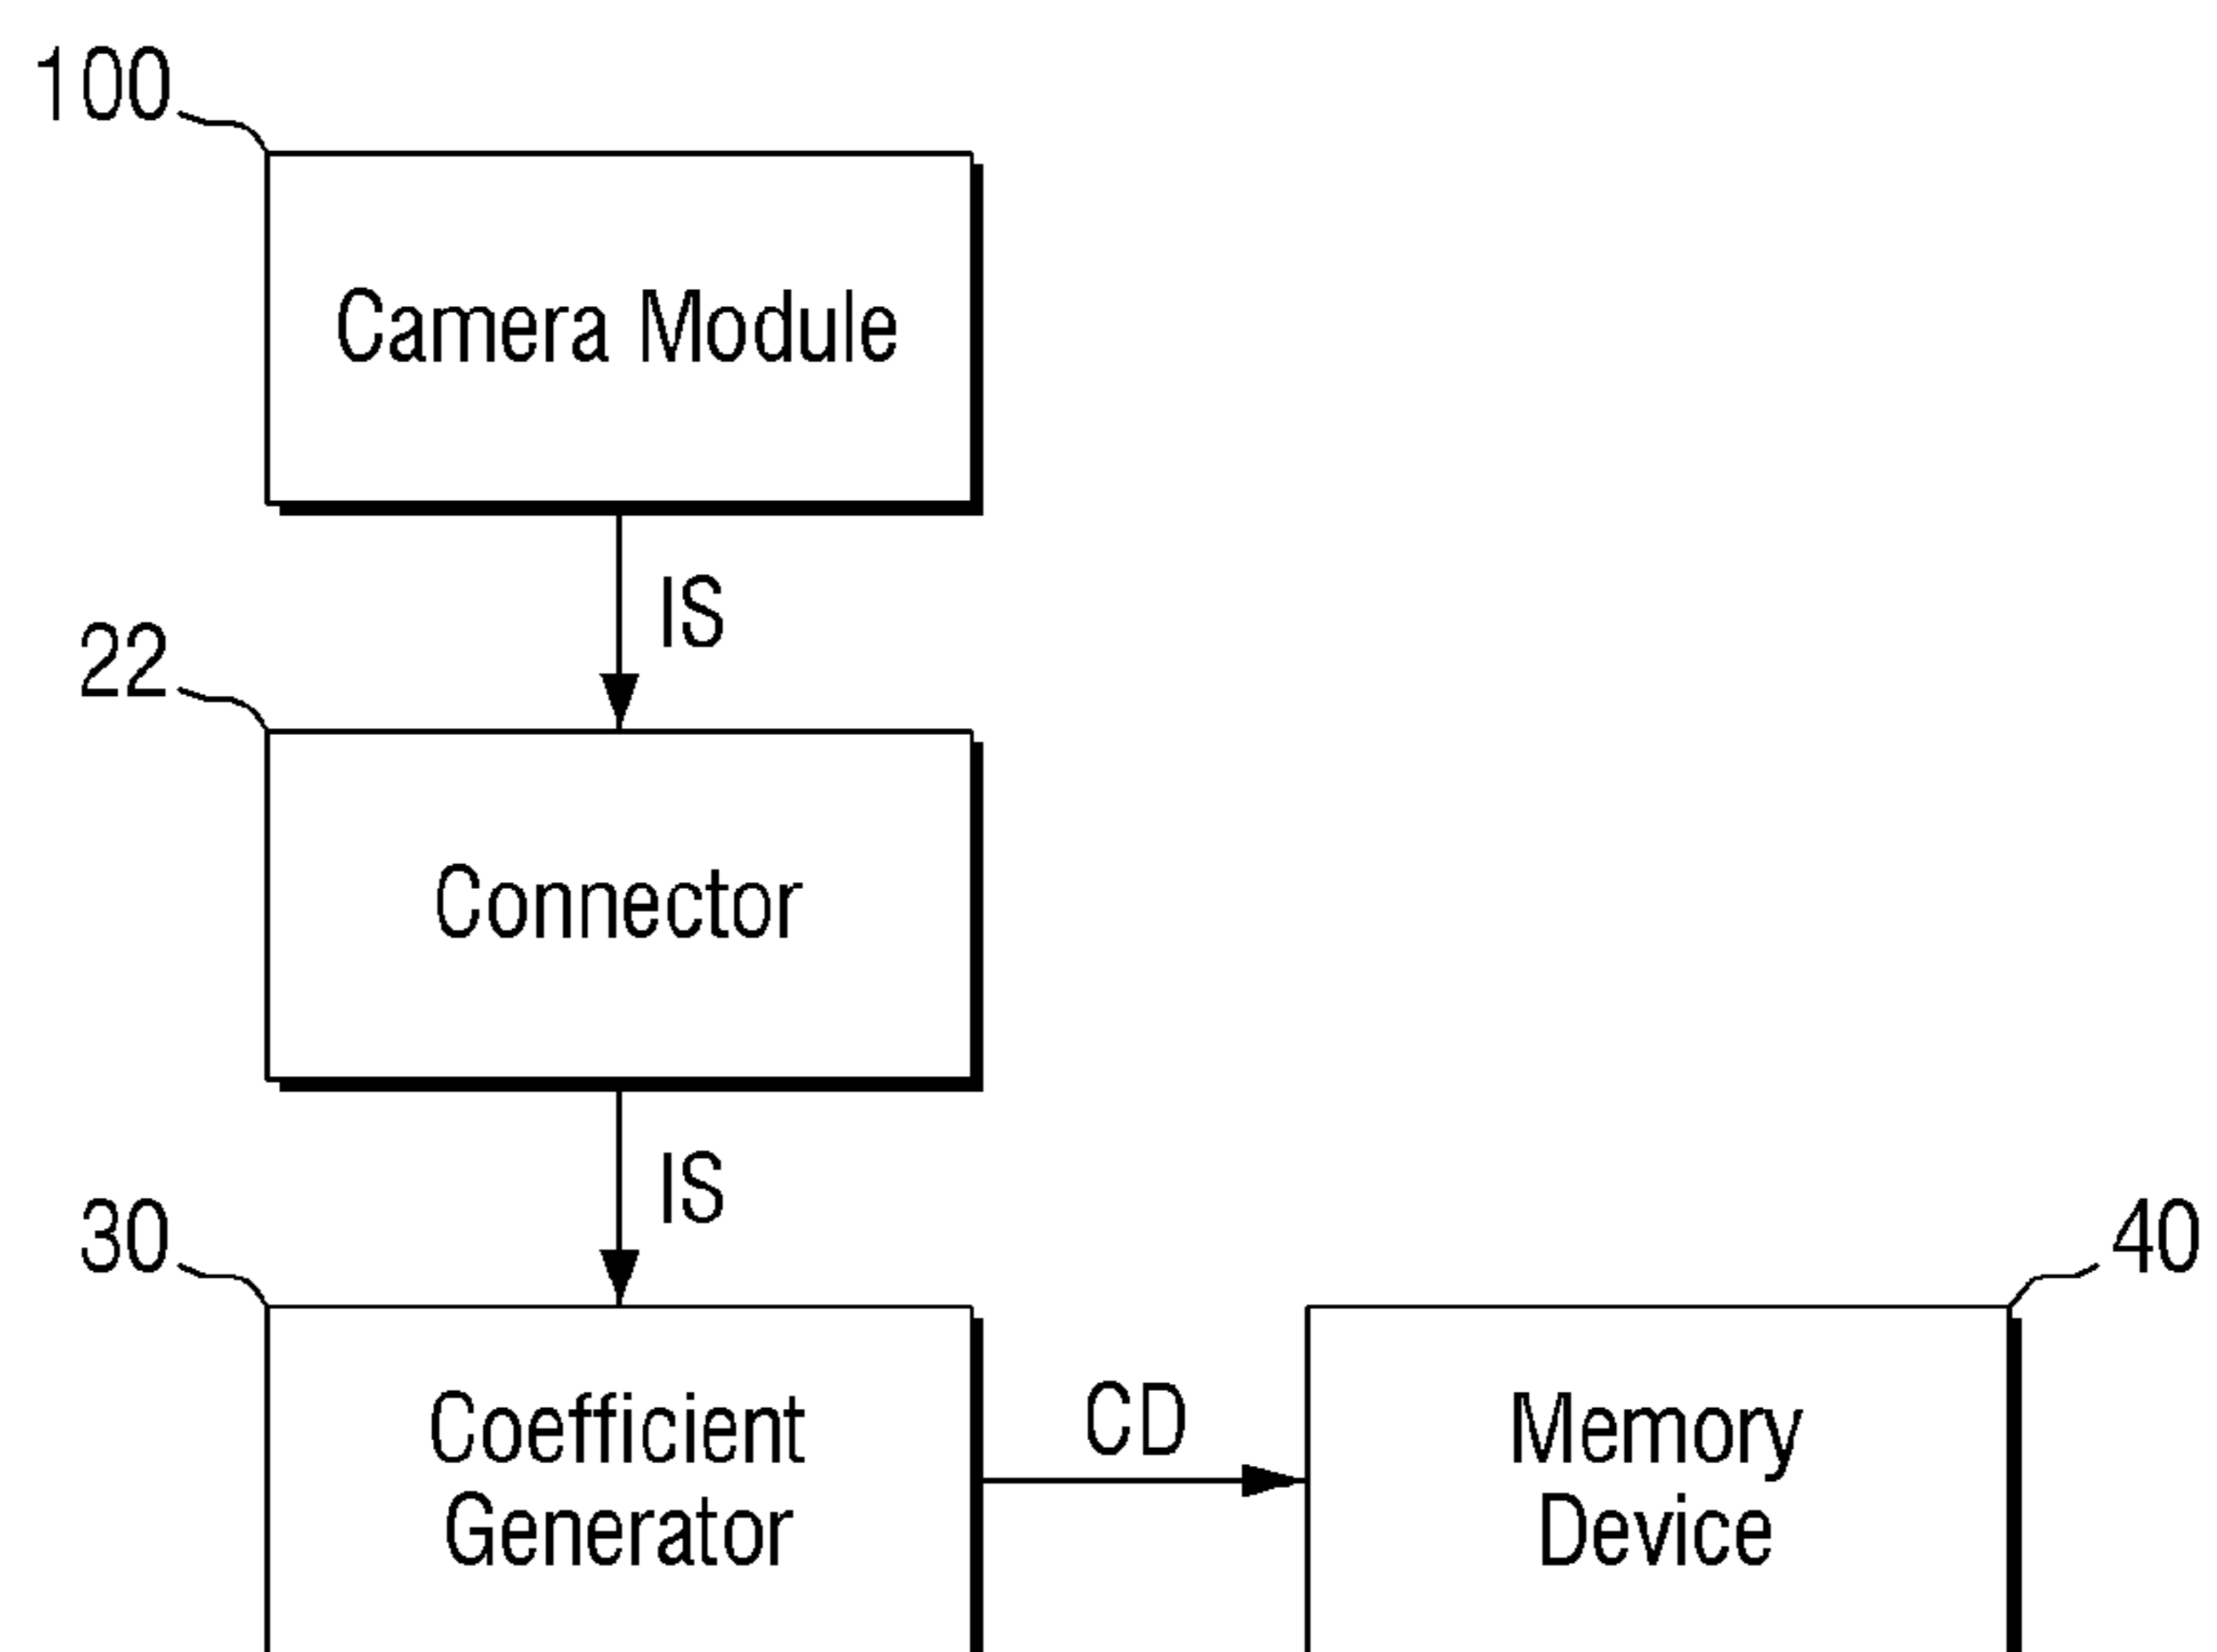 100
Camera Module
IS
22
Connector
IS
30
40
Coefficient
Generator
CD
Memory
Device